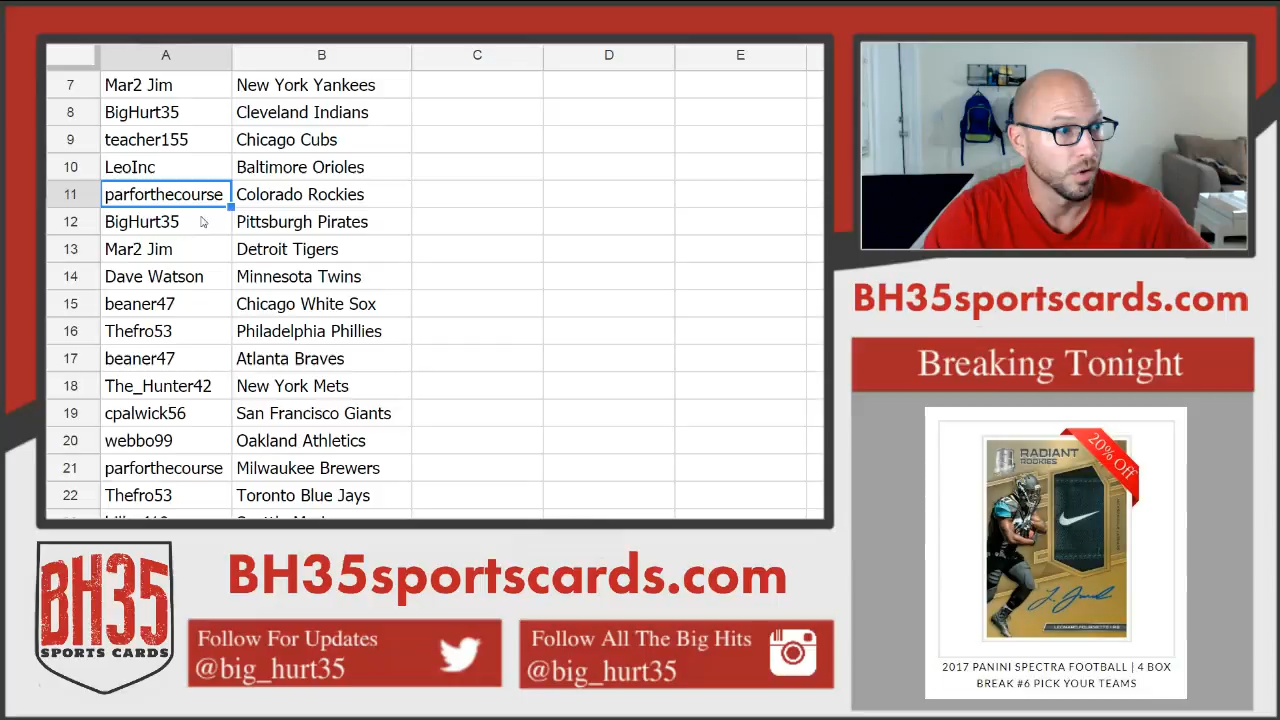 A B C D E
7 Mar2 Jim New York Yankees
8 BigHurt35 Cleveland Indians
9 teacher155 Chicago Cubs
10 LeoInc Baltimore Orioles
11 parforthecourse Colorado Rockies
12 BigHurt35 Pittsburgh Pirates
13 Mar2 Jim Detroit Tigers
14 Dave Watson Minnesota Twins
15 beaner47 Chicago White Sox
16 Thefro53 Philadelphia Phillies
17 beaner47 Atlanta Braves
18 The_Hunter42 New York Mets
19 cpalwick56 San Francisco Giants
20 webbo99 Oakland Athletics
21 parforthecourse Milwaukee Brewers
22 Thefro53 Toronto Blue Jays
BH35sportscards.com
Breaking Tonight
20% Off
RADIANT
ROOKIES
2017 PANINI SPECTRA FOOTBALL | 4 BOX
BREAK #6 PICK YOUR TEAMS
BH35
SPORTS CARDS
BH35sportscards.com
Follow For Updates
@big_hurt35
Follow All The Big Hits
@big_hurt35